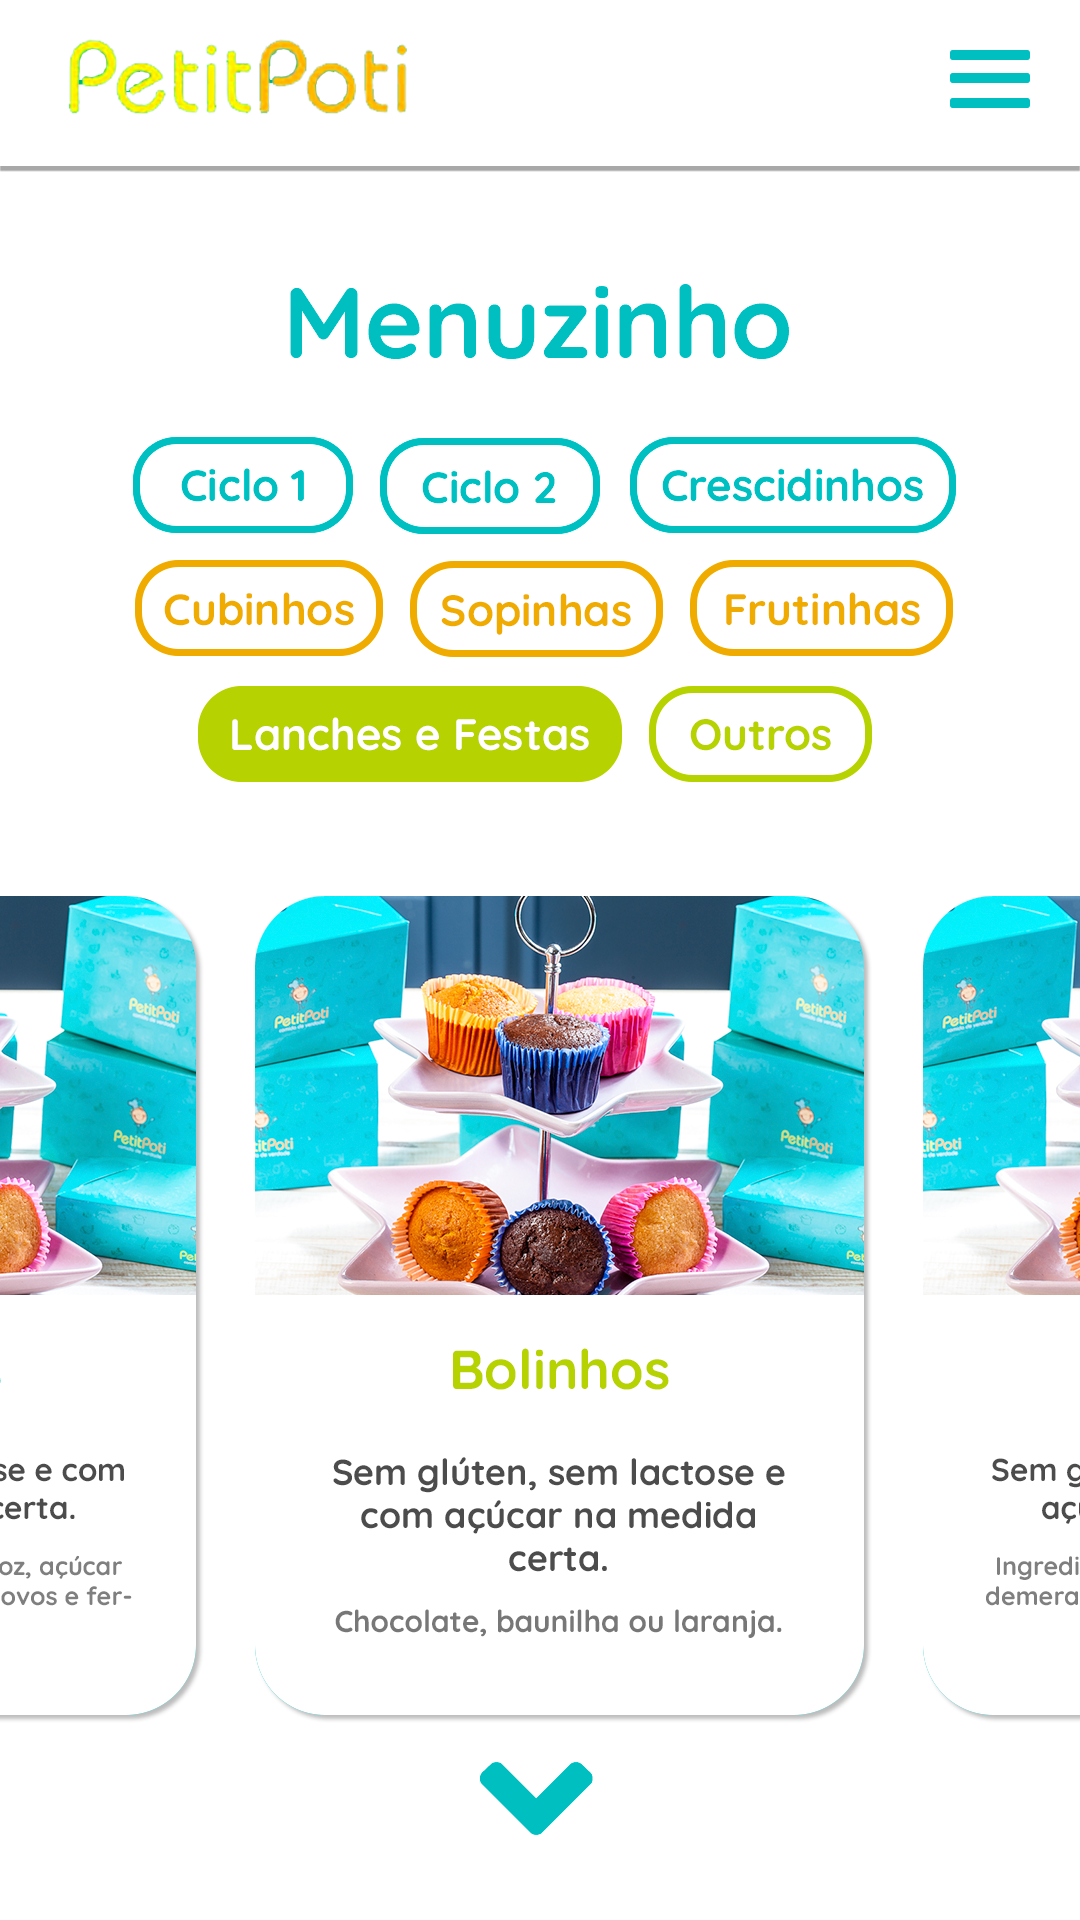 PetitPoti
Menuzinho
Ciclo 1
Ciclo 2
Crescidinhos
Cubinhos
Sopinhas
Frutinhas
Lanches e Festas
Outros
PetitPoti
PetitPoti
PetitPoti
PetitPoti
PetitPoti
PetitPoti
Bolinhos
Sem glúten, sem lactose e
com açúcar na medida
certa.
Chocolate, baunilha ou laranja.
se e com
certa.
oz, açúcar
ovos e fer-
Sem g
açú
Ingredi
demera